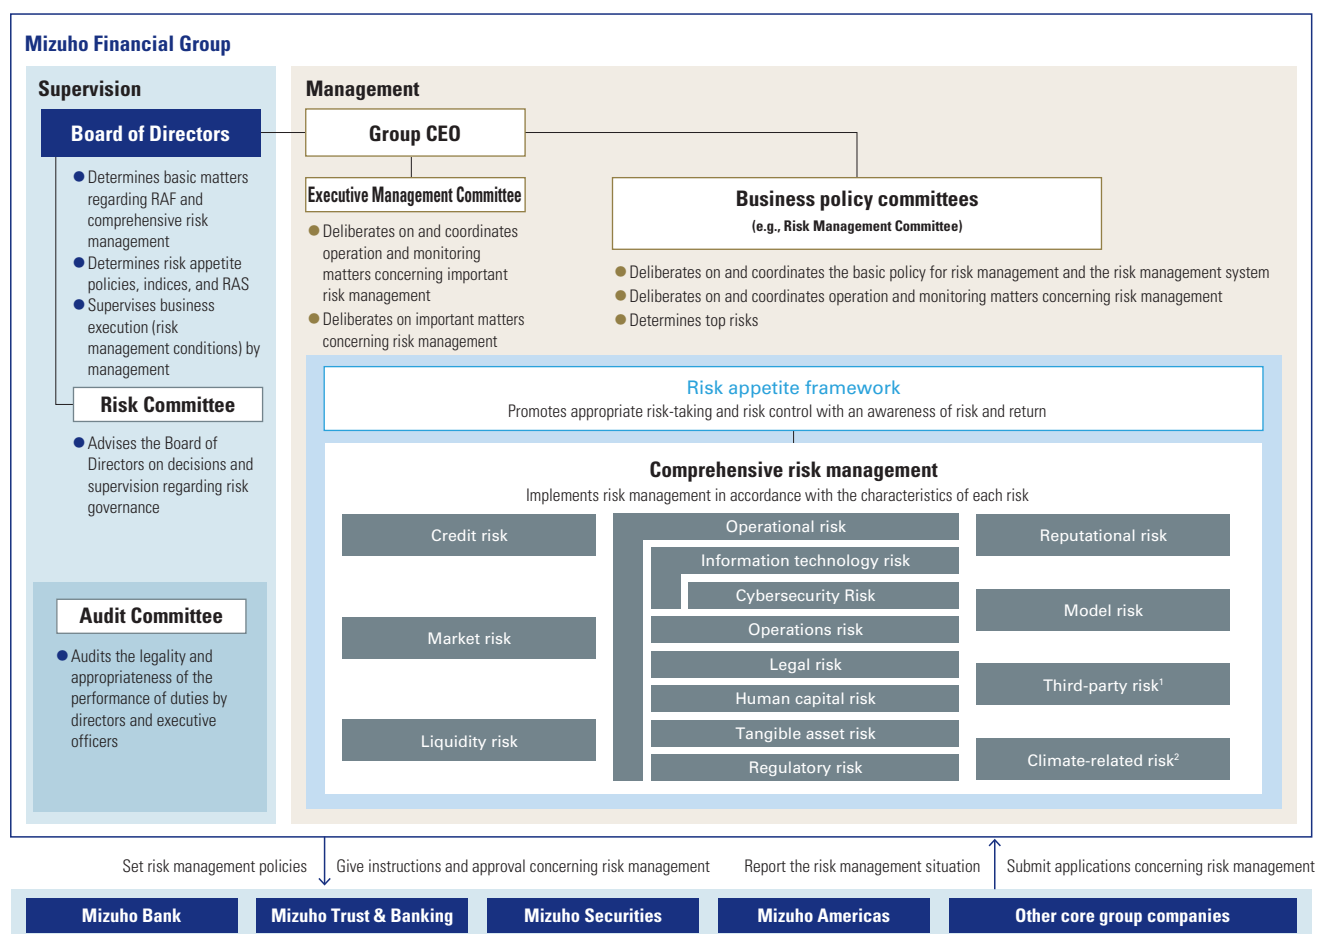 Mizuho Financial Group
Supervision
Board of Directors
● Determines basic matters
regarding RAF and
comprehensive risk
management
● Determines risk appetite
policies, indices, and RAS
● Supervises business
execution (risk
management conditions) by
management
Risk Committee
● Advises the Board of
Directors on decisions and
supervision regarding risk
governance
Audit Committee
● Audits the legality and
appropriateness of the
performance of duties by
directors and executive
officers
Management
Group CEO
Executive Management Committee
● Deliberates on and coordinates
operation and monitoring
matters concerning important
risk management
● Deliberates on important matters
concerning risk management
Business policy committees
(e.g., Risk Management Committee)
● Deliberates on and coordinates the basic policy for risk management and the risk management system
● Deliberates on and coordinates operation and monitoring matters concerning risk management
● Determines top risks
Risk appetite framework
Promotes appropriate risk-taking and risk control with an awareness of risk and return
Comprehensive risk management
Implements risk management in accordance with the characteristics of each risk
Credit risk
Market risk
Liquidity risk
Operational risk
Information technology risk
Cybersecurity Risk
Operations risk
Legal risk
Human capital risk
Tangible asset risk
Regulatory risk
Reputational risk
Model risk
Third-party risk¹
Climate-related risk²
Set risk management policies
Give instructions and approval concerning risk management
Report the risk management situation
Submit applications concerning risk management
Mizuho Bank
Mizuho Trust & Banking
Mizuho Securities
Mizuho Americas
Other core group companies